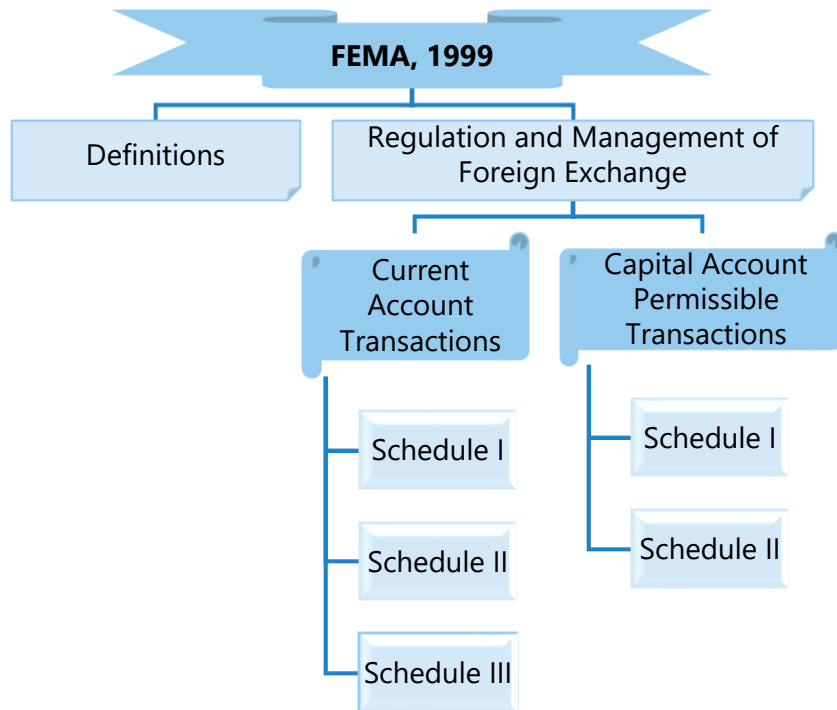 FEMA, 1999
Definitions
Regulation and Management of
Foreign Exchange
Current
Account
Transactions
Capital Account
Permissible
Transactions
Schedule I
Schedule II
Schedule III
Schedule I
Schedule II